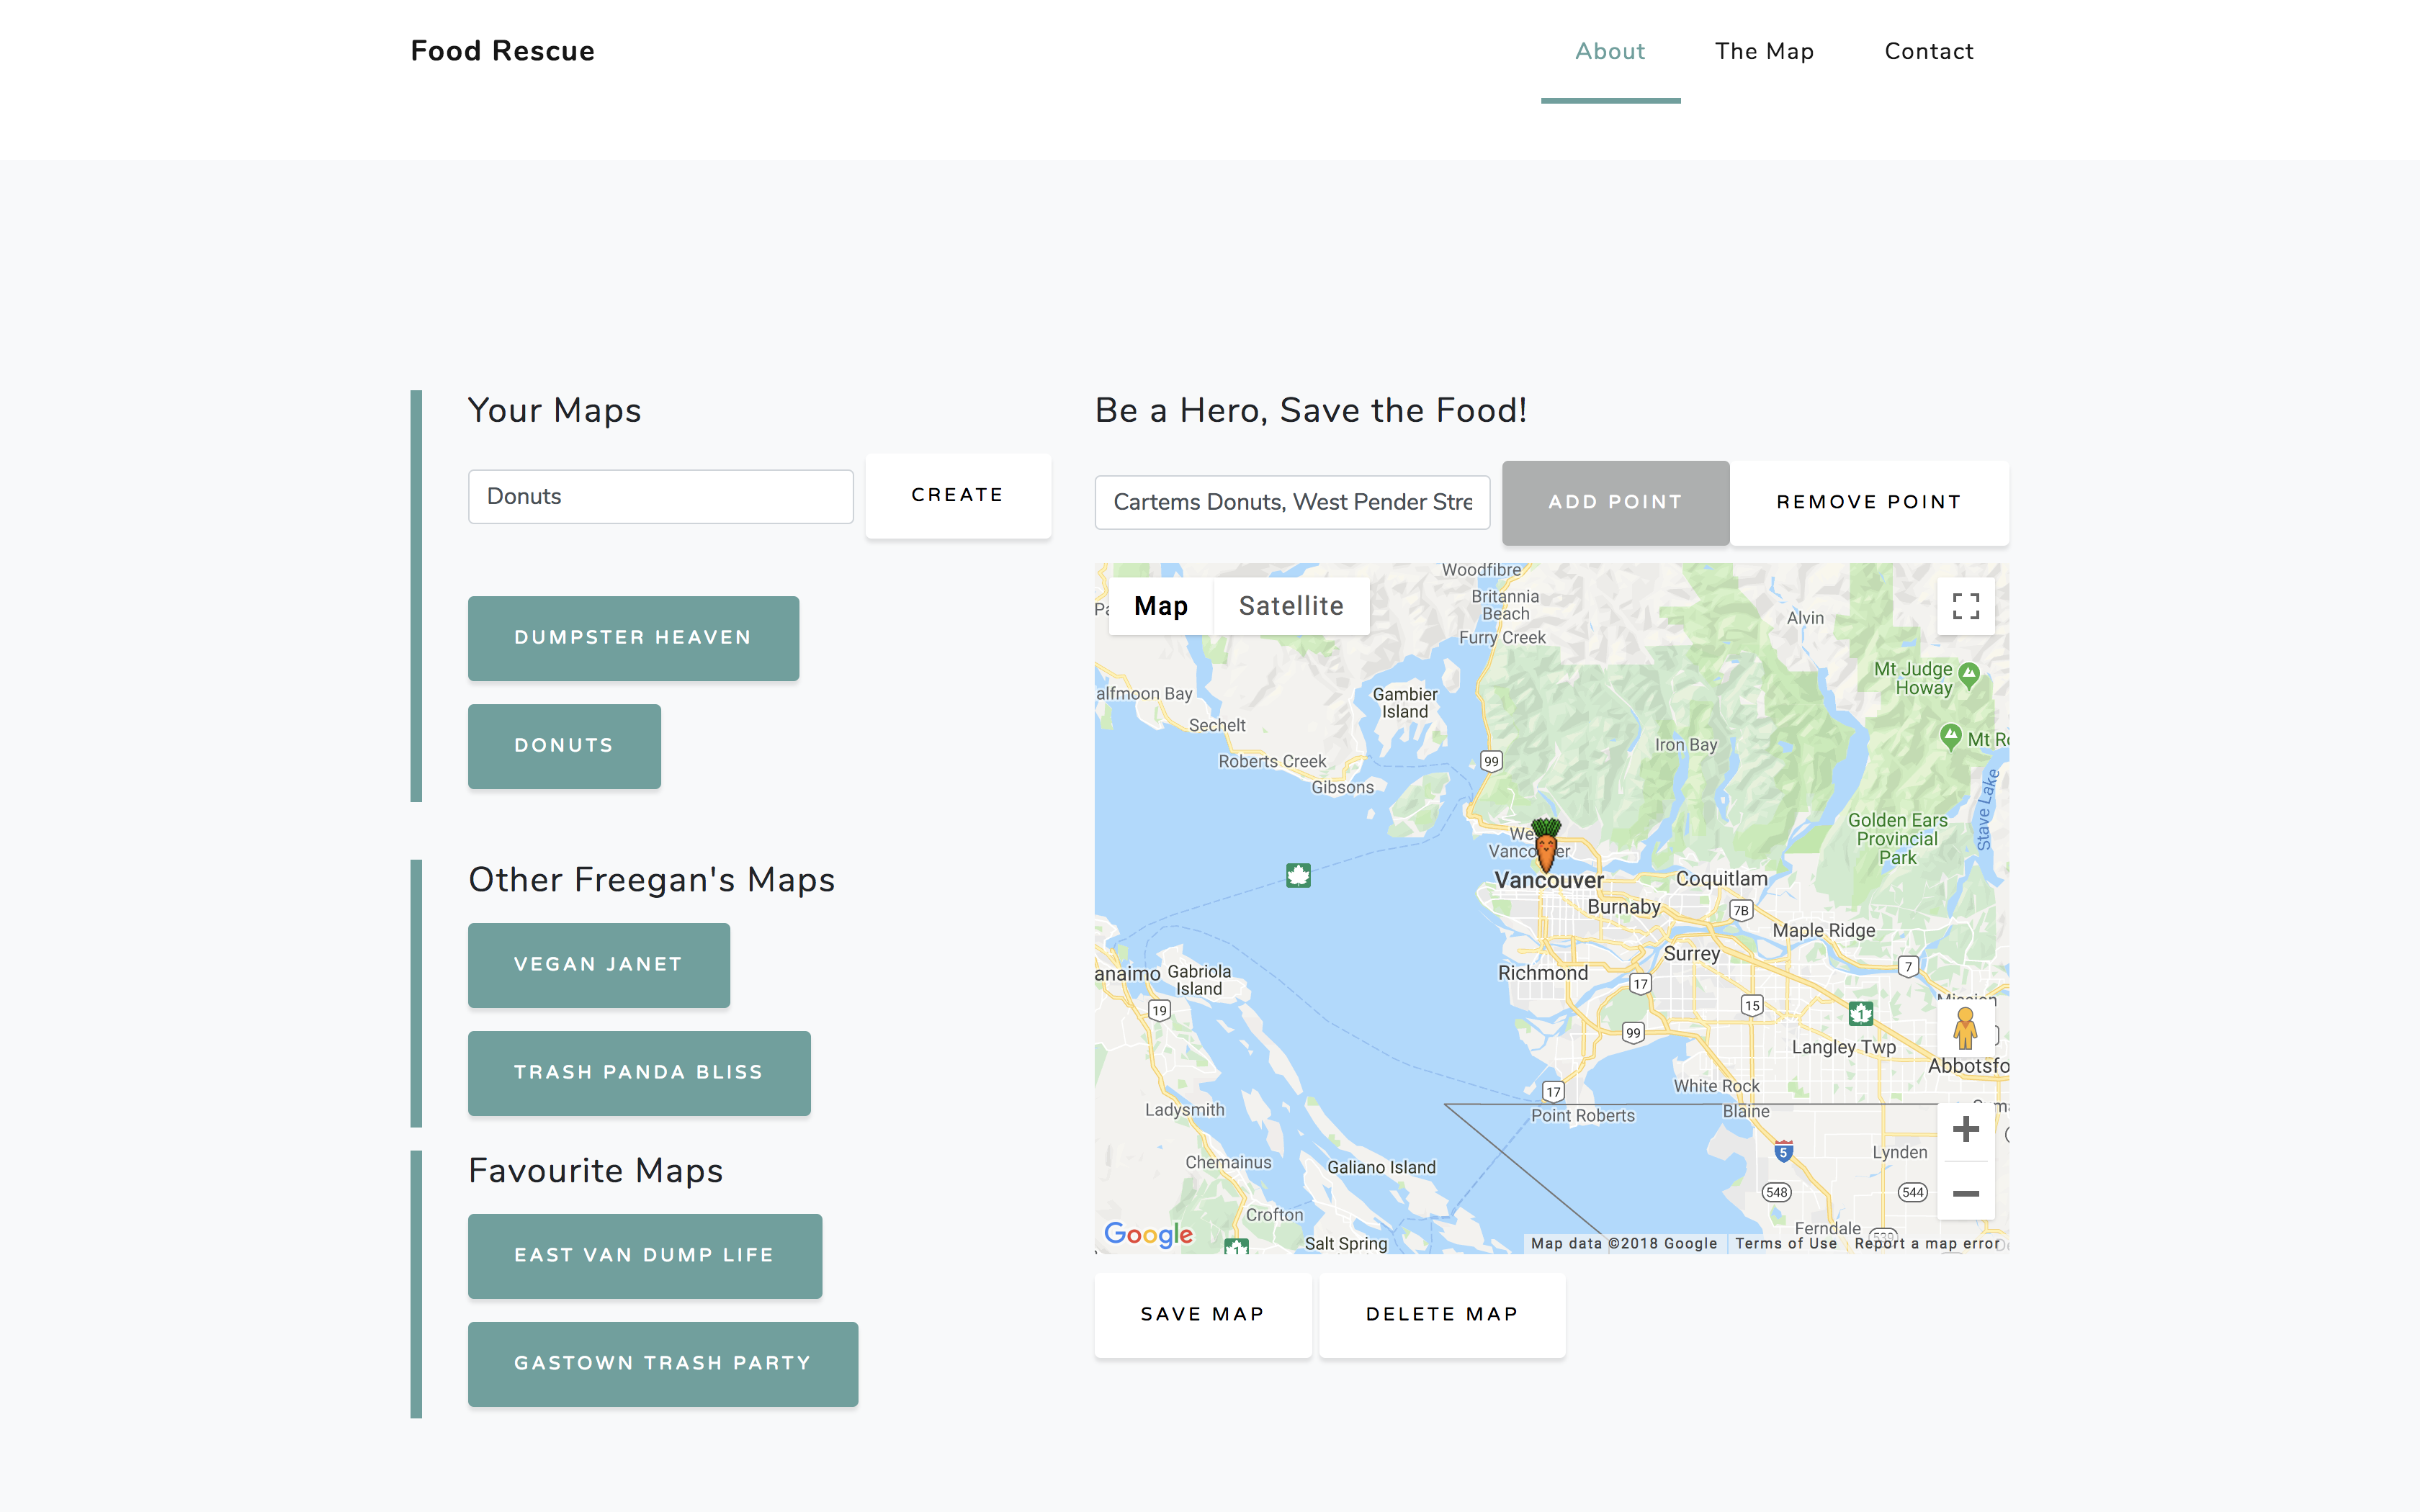 Food Rescue
About
The Map
Contact
Your Maps
Donuts
CREATE
DUMPSTER HEAVEN
DONUTS
Other Freegan's Maps
VEGAN JANET
TRASH PANDA BLISS
Favourite Maps
EAST VAN DUMP LIFE
GASTOWN TRASH PARTY
Be a Hero, Save the Food!
Cartems Donuts, West Pender Stre
ADD POINT
REMOVE POINT
Map
Satellite
Woodfibre
Britannia
Beach
Furry Creek
Alvin
Mt Judge
Howay
alfmoon Bay
Gambier
Island
Sechelt
Iron Bay
Mt Ro
Roberts Creek
99
Gibsons
Stave Lake
Golden Ears
Provincial
Park
Vancouver
Coquitlam
Burnaby
7B
Maple Ridge
Surrey
anaimo
Gabriola
Island
Richmond
7
17
15
19
1
99
Langley Twp
Abbotsfo
White Rock
17
Ladysmith
Point Roberts
Blaine
5
Lynden
Chemainus
Galiano Island
548
544
Crofton
Ferndale
Salt Spring
1
Google
Map data ©2018 Google
Terms of Use
Report a map error
SAVE MAP
DELETE MAP